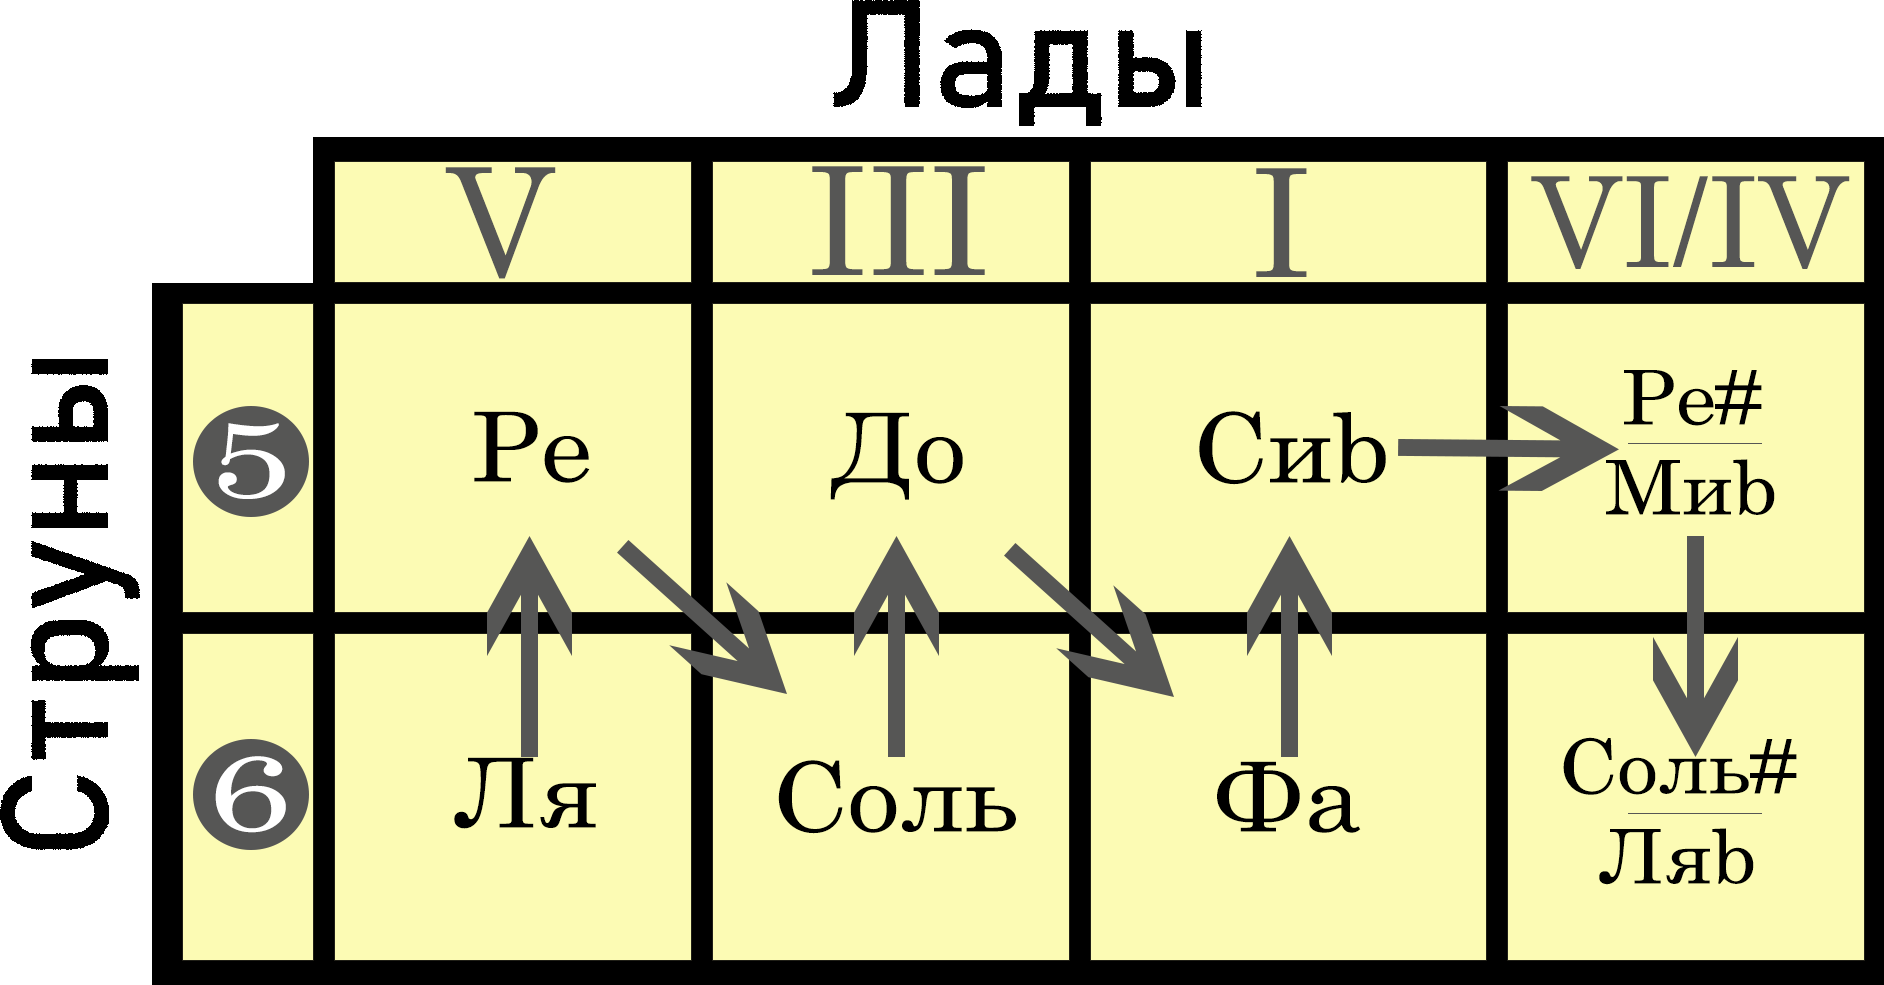 Лады
V III I VI/IV
Струны
5 Ре До Сиb Ре#
Миb
6 Ля Соль Фа Соль#
Ляb